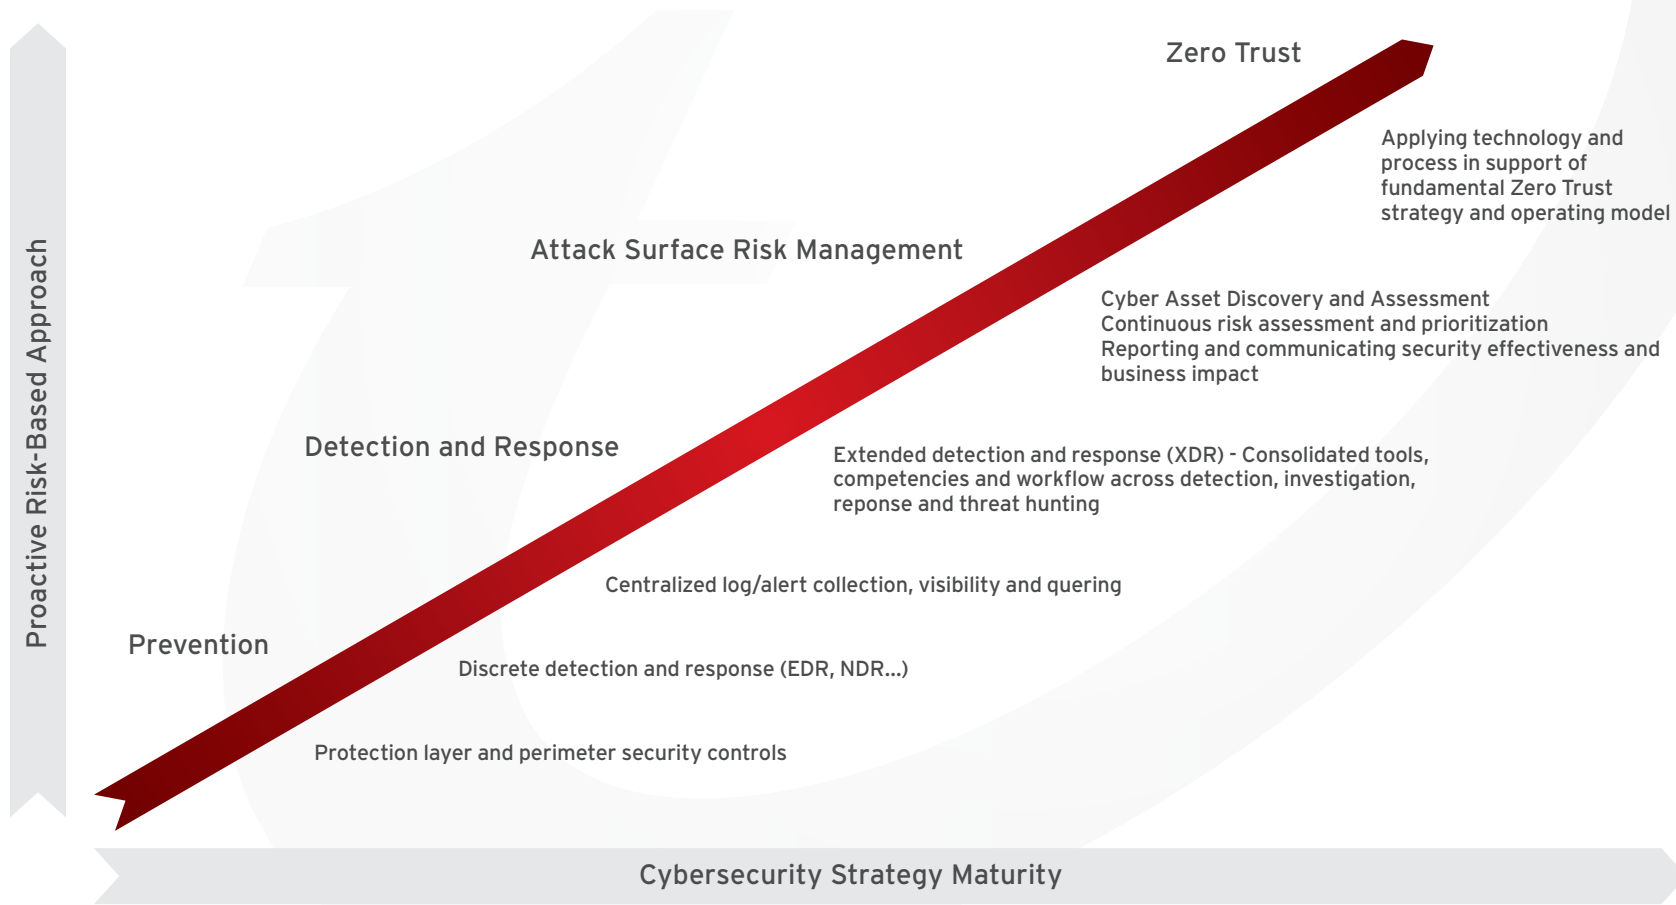 Zero Trust
Applying technology and
process in support of
fundamental Zero Trust
strategy and operating model
Attack Surface Risk Management
Cyber Asset Discovery and Assessment
Continuous risk assessment and prioritization
Reporting and communicating security effectiveness and
business impact
Detection and Response
Extended detection and response (XDR) - Consolidated tools,
competencies and workflow across detection, investigation,
reponse and threat hunting
Centralized log/alert collection, visibility and quering
Prevention
Discrete detection and response (EDR, NDR...)
Protection layer and perimeter security controls
Proactive Risk-Based Approach
Cybersecurity Strategy Maturity